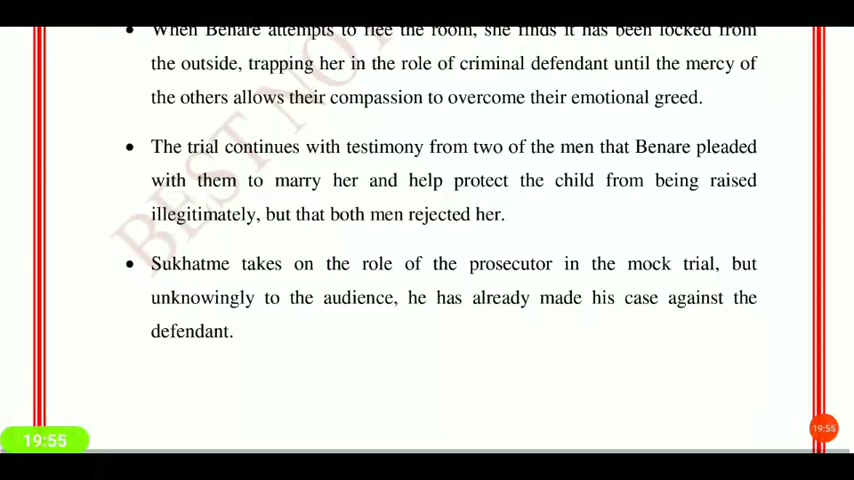 • When Benare attempts to flee the room, she finds it has been locked from
the outside, trapping her in the role of criminal defendant until the mercy of
the others allows their compassion to overcome their emotional greed.
• The trial continues with testimony from two of the men that Benare pleaded
with them to marry her and help protect the child from being raised
illegitimately, but that both men rejected her.
• Sukhatme takes on the role of the prosecutor in the mock trial, but
unknowingly to the audience, he has already made his case against the
defendant.
BEST NO
19:55
19:55